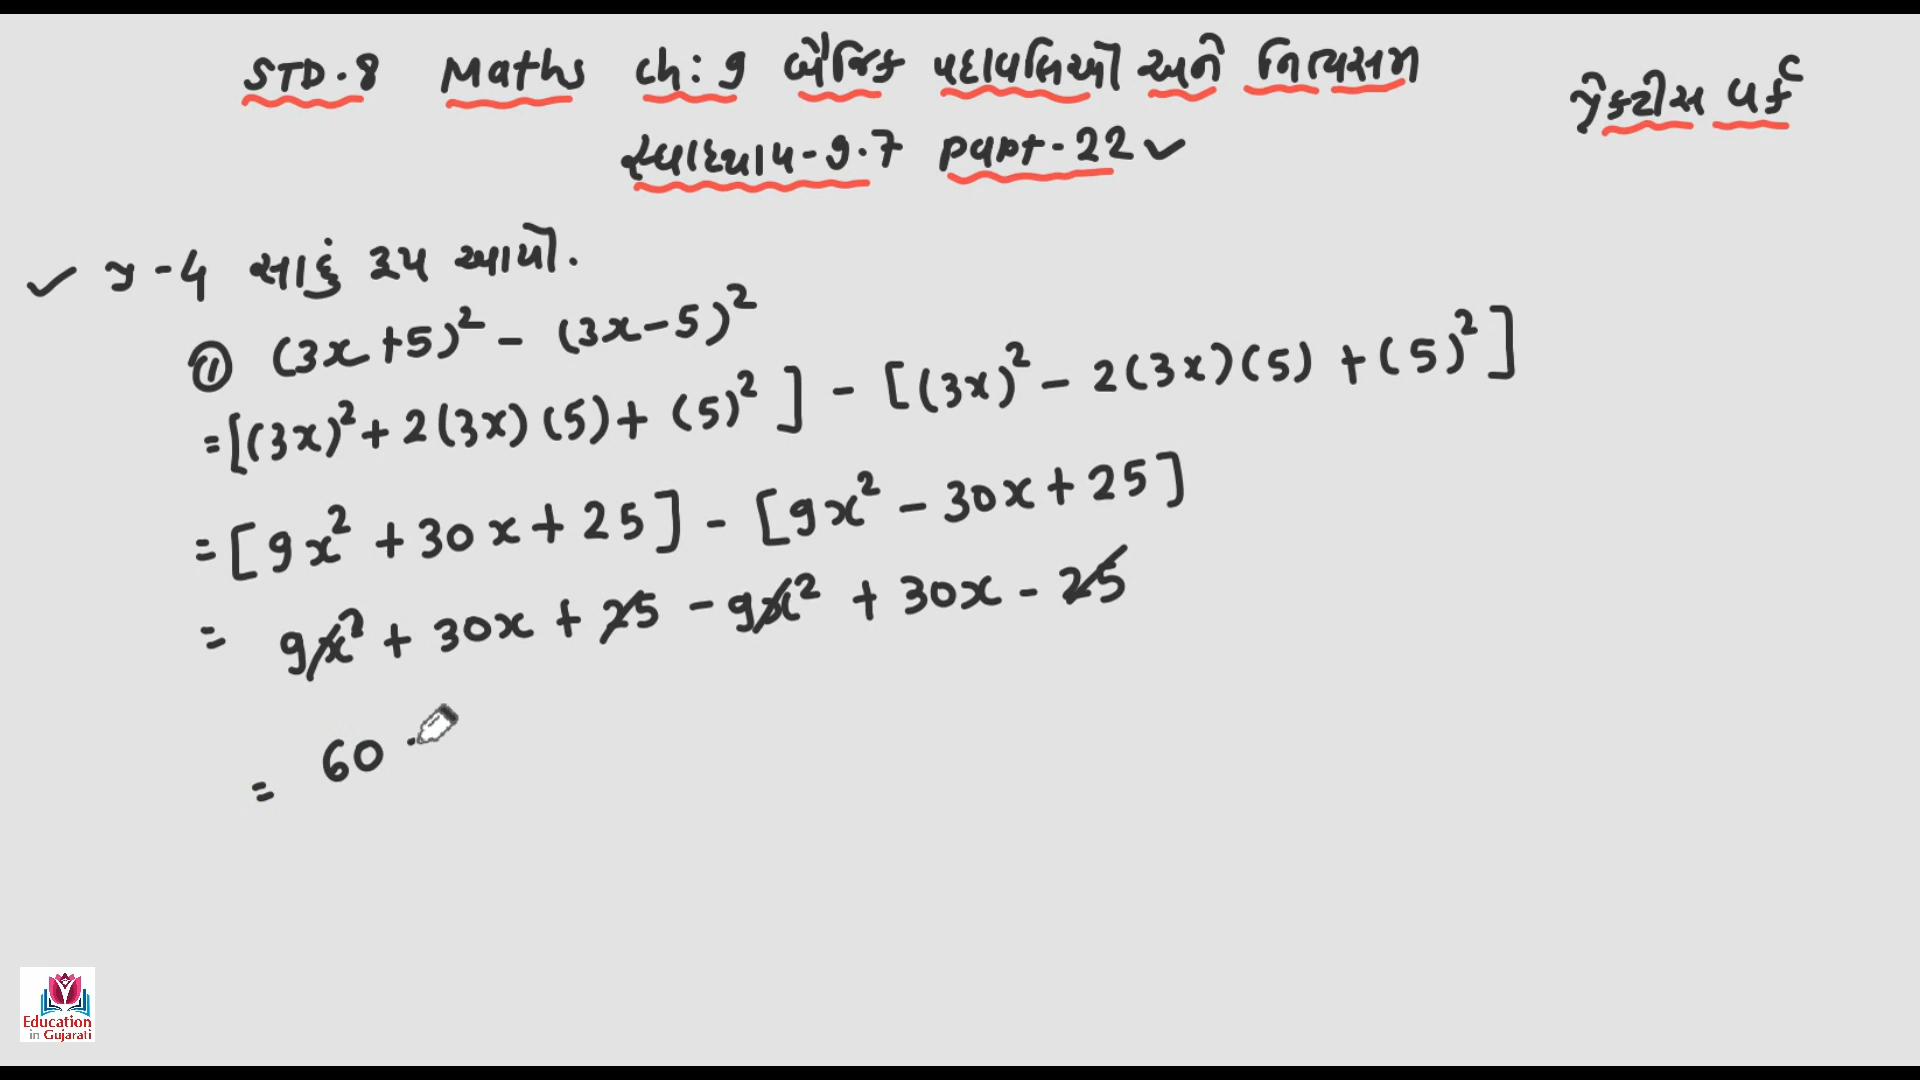 STD.8 Maths ch:9 બૈજિક પદાવલિઓ અને નિત્યસમ
પ્રેક્ટીસ વર્ક
સ્વાધ્યાય-9.7 part-22 ✓
✓ પ્ર-4 સાદું રૂપ આપો.
① (3x+5)² - (3x-5)²
=[(3x)²+2(3x)(5)+(5)²] - [(3x)² - 2(3x)(5)+(5)²]
=[9x²+30x+25] - [9x²-30x+25]
= 9x²+30x+25-9x²+30x-25
= 60
Education
in Gujarati